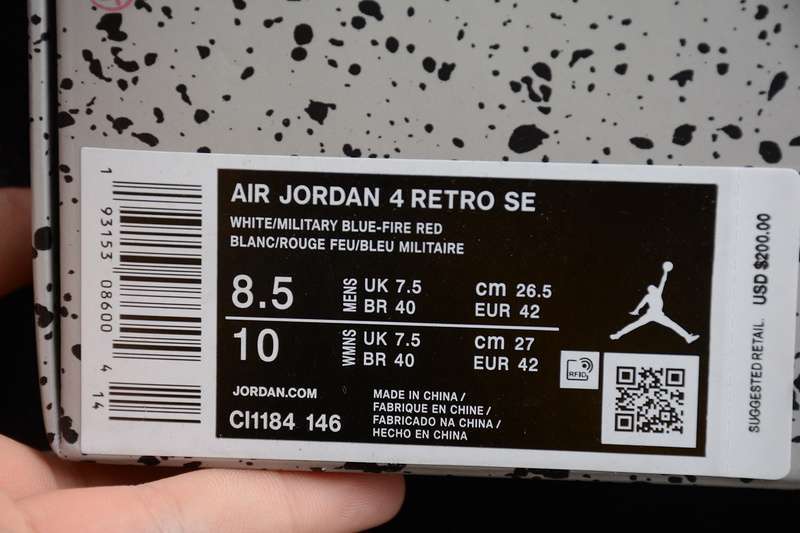 AIR JORDAN 4 RETRO SE
WHITE/MILITARY BLUE-FIRE RED
BLANC/ROUGE FEU/BLEU MILITAIRE
8.5 MENS UK 7.5 cm 26.5
BR 40 EUR 42
10 WMNS UK 7.5 cm 27
BR 40 EUR 42
RFID
JORDAN.COM
CI1184 146
MADE IN CHINA /
FABRIQUE EN CHINE /
FABRICADO NA CHINA /
HECHO EN CHINA
1 93153 08600 4 14
SUGGESTED RETAIL USD $200.00